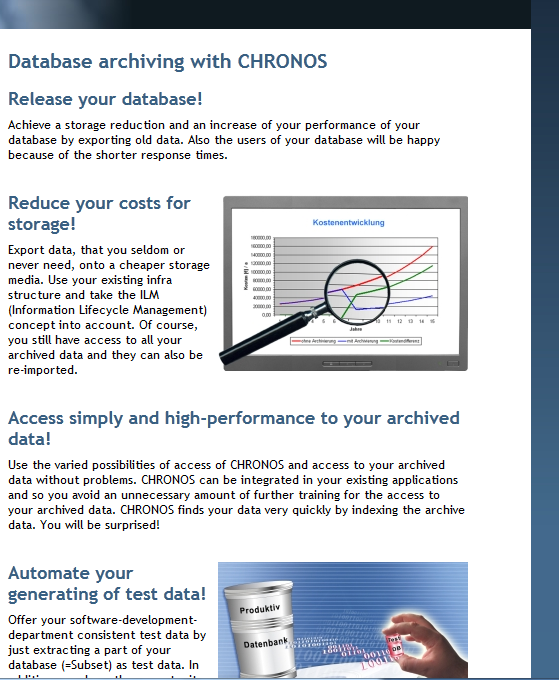 Database archiving with CHRONOS
Release your database!
Achieve a storage reduction and an increase of your performance of your
database by exporting old data. Also the users of your database will be happy
because of the shorter response times.
Reduce your costs for
storage!
Export data, that you seldom or
never need, onto a cheaper storage
media. Use your existing infra
structure and take the ILM
(Information Lifecycle Management)
concept into account. Of course,
you still have access to all your
archived data and they can also be
re-imported.
Kostenentwicklung
180000,00
160000,00
140000,00
120000,00
100000,00
80000,00
60000,00
40000,00
20000,00
0,00
Kosten [€] / a
4 5 6 7 8 9 10 11 12 13 14 15
Jahre
ohne Archivierung mit Archivierung Kostendifferenz
Access simply and high-performance to your archived
data!
Use the varied possibilities of access of CHRONOS and access to your archived
data without problems. CHRONOS can be integrated in your existing applications
and so you avoid an unnecessary amount of further training for the access to
your archived data. CHRONOS finds your data very quickly by indexing the archive
data. You will be surprised!
Automate your
generating of test data!
Offer your software-development-
department consistent test data by
just extracting a part of your
database (=Subset) as test data. In
Produktiv
Datenbank
Test
DB